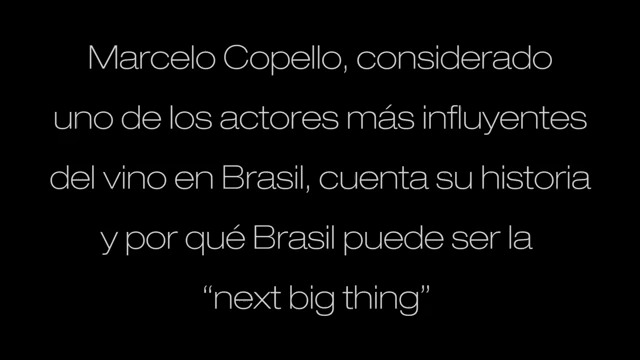 Marcelo Copello, considerado
uno de los actores más influyentes
del vino en Brasil, cuenta su historia
y por qué Brasil puede ser la
“next big thing”